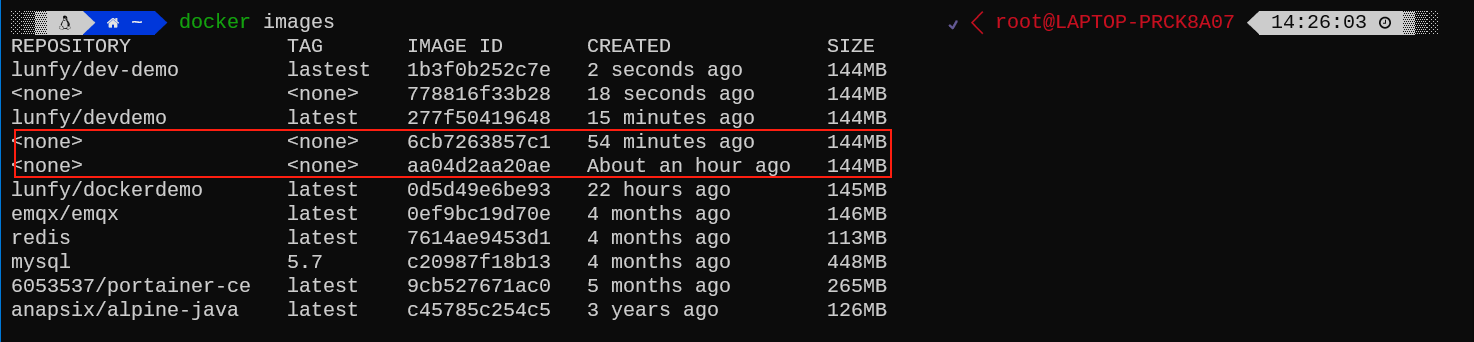 ~ docker images root@LAPTOP-PRCK8A07 14:26:03
REPOSITORY TAG IMAGE ID CREATED SIZE
lunfy/dev-demo lastest 1b3f0b252c7e 2 seconds ago 144MB
<none> <none> 778816f33b28 18 seconds ago 144MB
lunfy/devdemo latest 277f50419648 15 minutes ago 144MB
<none> <none> 6cb7263857c1 54 minutes ago 144MB
<none> <none> aa04d2aa20ae About an hour ago 144MB
lunfy/dockerdemo latest 0d5d49e6be93 22 hours ago 145MB
emqx/emqx latest 0ef9bc19d70e 4 months ago 146MB
redis latest 7614ae9453d1 4 months ago 113MB
mysql 5.7 c20987f18b13 4 months ago 448MB
6053537/portainer-ce latest 9cb527671ac0 5 months ago 265MB
anapsix/alpine-java latest c45785c254c5 3 years ago 126MB